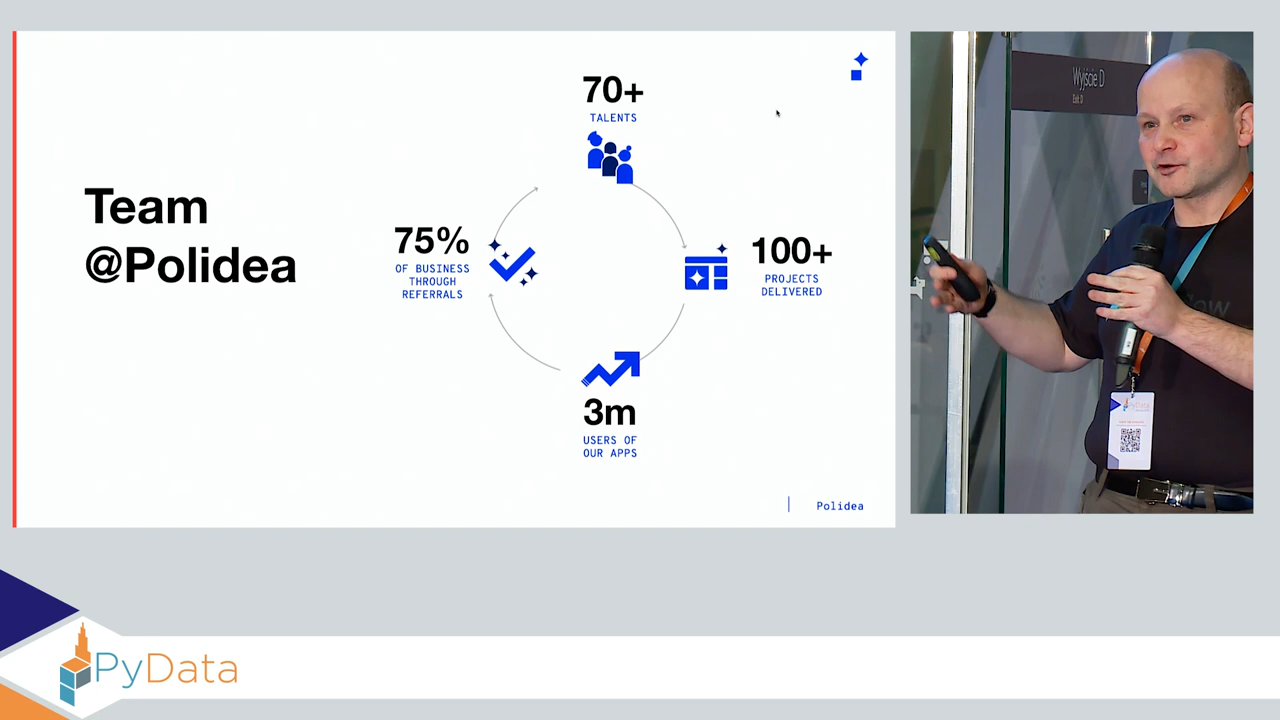 70+
TALENTS
Team
@Polidea
75%
OF BUSINESS
THROUGH
REFERRALS
100+
PROJECTS
DELIVERED
3m
USERS OF
OUR APPS
Polidea
Wyjście D
Exit D
PyData
PyData